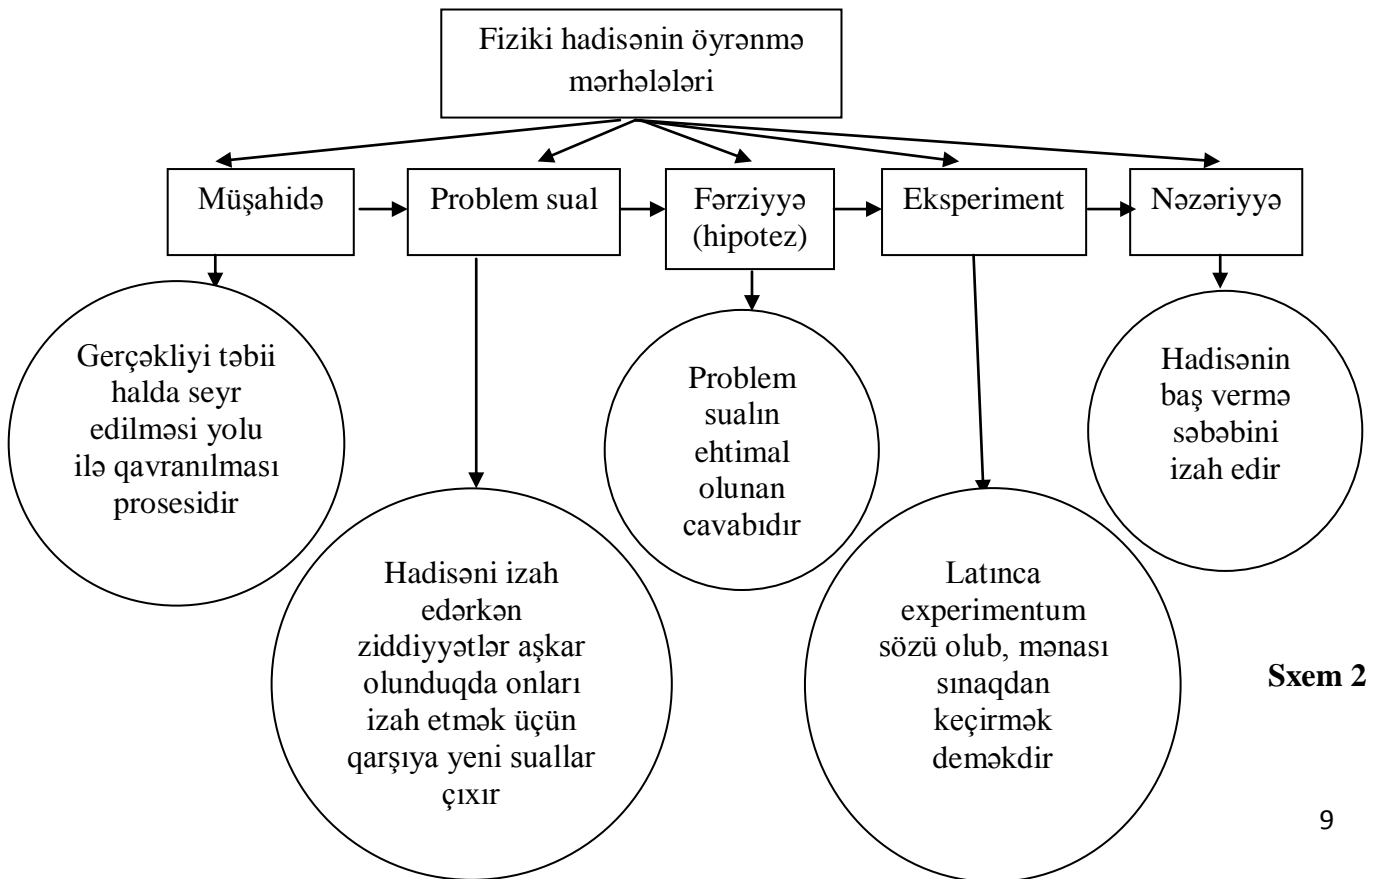 Fiziki hadisənin öyrənmə
mərhələləri
Müşahidə
Problem sual
Fərziyyə
(hipotez)
Eksperiment
Nəzəriyyə
Gerçəkliyi təbii
halda seyr
edilməsi yolu
ilə qavranılması
prosesidir
Hadisəni izah
edərkən
ziddiyyətlər aşkar
olunduqda onları
izah etmək üçün
qarşıya yeni suallar
çıxır
Problem
sualın
ehtimal
olunan
cavabıdır
Latınca
experimentum
sözü olub, mənası
sınaqdan
keçirmək
deməkdir
Hadisənin
baş vermə
səbəbini
izah edir
Sxem 2
9